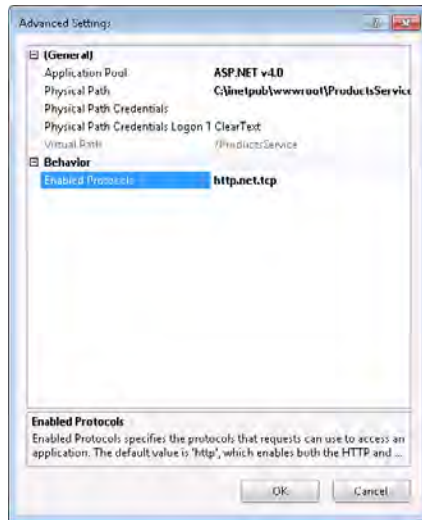 Advanced Settings
(General)
Application Pool ASP.NET v4.0
Physical Path C:\inetpub\wwwroot\ProductsService
Physical Path Credentials
Physical Path Credentials Logon T ClearText
Virtual Path /ProductsService
Behavior
Enabled Protocols http,net.tcp
Enabled Protocols
Enabled Protocols specifies the protocols that requests can use to access an
application. The default value is 'http', which enables both the HTTP and ...
OK
Cancel